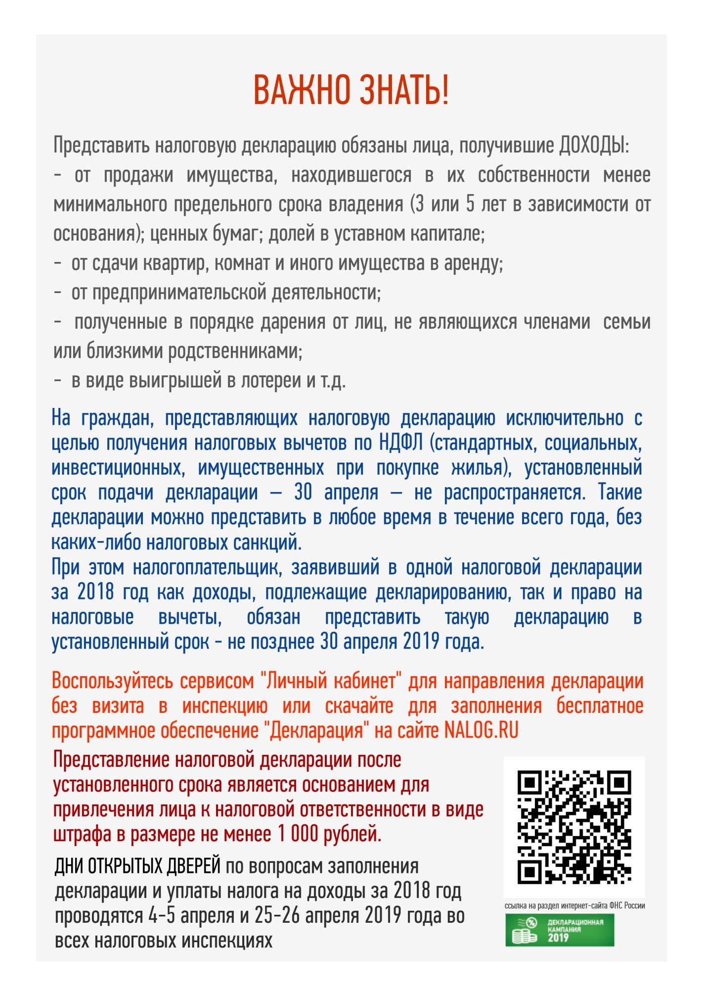 ВАЖНО ЗНАТЬ!
Представить налоговую декларацию обязаны лица, получившие ДОХОДЫ:
- от продажи имущества, находившегося в их собственности менее
минимального предельного срока владения (3 или 5 лет в зависимости от
основания); ценных бумаг; долей в уставном капитале;
- от сдачи квартир, комнат и иного имущества в аренду;
- от предпринимательской деятельности;
- полученные в порядке дарения от лиц, не являющихся членами семьи
или близкими родственниками;
- в виде выигрышей в лотереи и т.д.
На граждан, представляющих налоговую декларацию исключительно с
целью получения налоговых вычетов по НДФЛ (стандартных, социальных,
инвестиционных, имущественных при покупке жилья), установленный
срок подачи декларации – 30 апреля – не распространяется. Такие
декларации можно представить в любое время в течение всего года, без
каких-либо налоговых санкций.
При этом налогоплательщик, заявивший в одной налоговой декларации
за 2018 год как доходы, подлежащие декларированию, так и право на
налоговые вычеты, обязан представить такую декларацию в
установленный срок - не позднее 30 апреля 2019 года.
Воспользуйтесь сервисом "Личный кабинет" для направления декларации
без визита в инспекцию или скачайте для заполнения бесплатное
программное обеспечение "Декларация" на сайте NALOG.RU
Представление налоговой декларации после
установленного срока является основанием для
привлечения лица к налоговой ответственности в виде
штрафа в размере не менее 1 000 рублей.
ДНИ ОТКРЫТЫХ ДВЕРЕЙ по вопросам заполнения
декларации и уплаты налога на доходы за 2018 год
проводятся 4-5 апреля и 25-26 апреля 2019 года во
всех налоговых инспекциях
ссылка на раздел интернет-сайта ФНС России
ДЕКЛАРАЦИОННАЯ
КАМПАНИЯ
2019